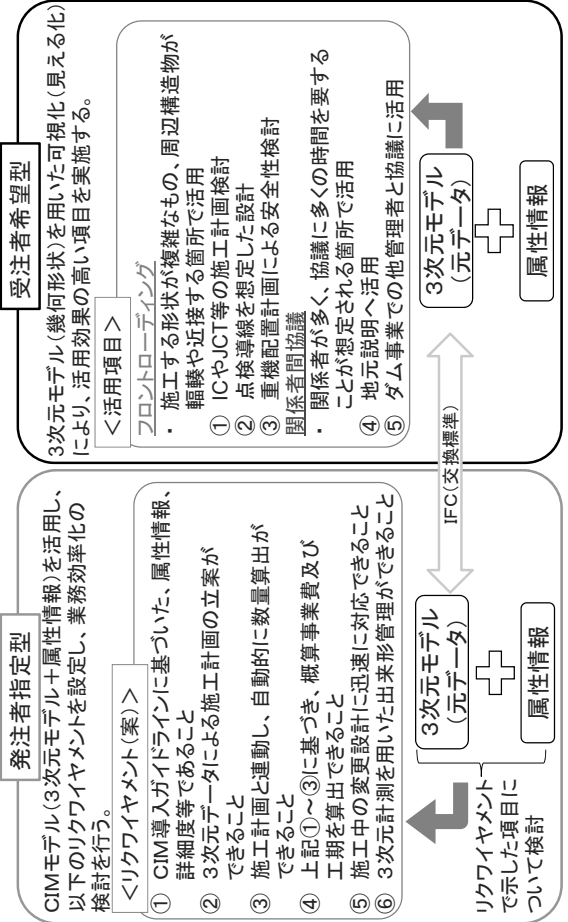 発注者指定型
CIMモデル(3次元モデル+属性情報)を活用し、
以下のリクワイヤメントを設定し、業務効率化の
検討を行う。
<リクワイヤメント(案)>
① CIM導入ガイドラインに基づいた、属性情報、
詳細度等であること
② 3次元データによる施工計画の立案が
できること
③ 施工計画と連動し、自動的に数量算出が
できること
④ 上記①~③に基づき、概算事業費及び
工期を算出できること
⑤ 施工中の変更設計に迅速に対応できること
⑥ 3次元計測を用いた出来形管理ができること
リクワイヤメント
で示した項目に
ついて検討
3次元モデル
(元データ)
属性情報
IFC(交換標準)
受注者希望型
3次元モデル(幾何形状)を用いた可視化(見える化)
により、活用効果の高い項目を実施する。
<活用項目>
フロントローディング
・ 施工する形状が複雑なもの、周辺構造物が
輻輳や近接する箇所で活用
① ICやJCT等の施工計画検討
② 点検導線を想定した設計
③ 重機配置計画による安全性検討
関係者間協議
・ 関係者が多く、協議に多くの時間を要する
ことが想定される箇所で活用
④ 地元説明へ活用
⑤ ダム事業での他管理者と協議に活用
3次元モデル
(元データ)
属性情報